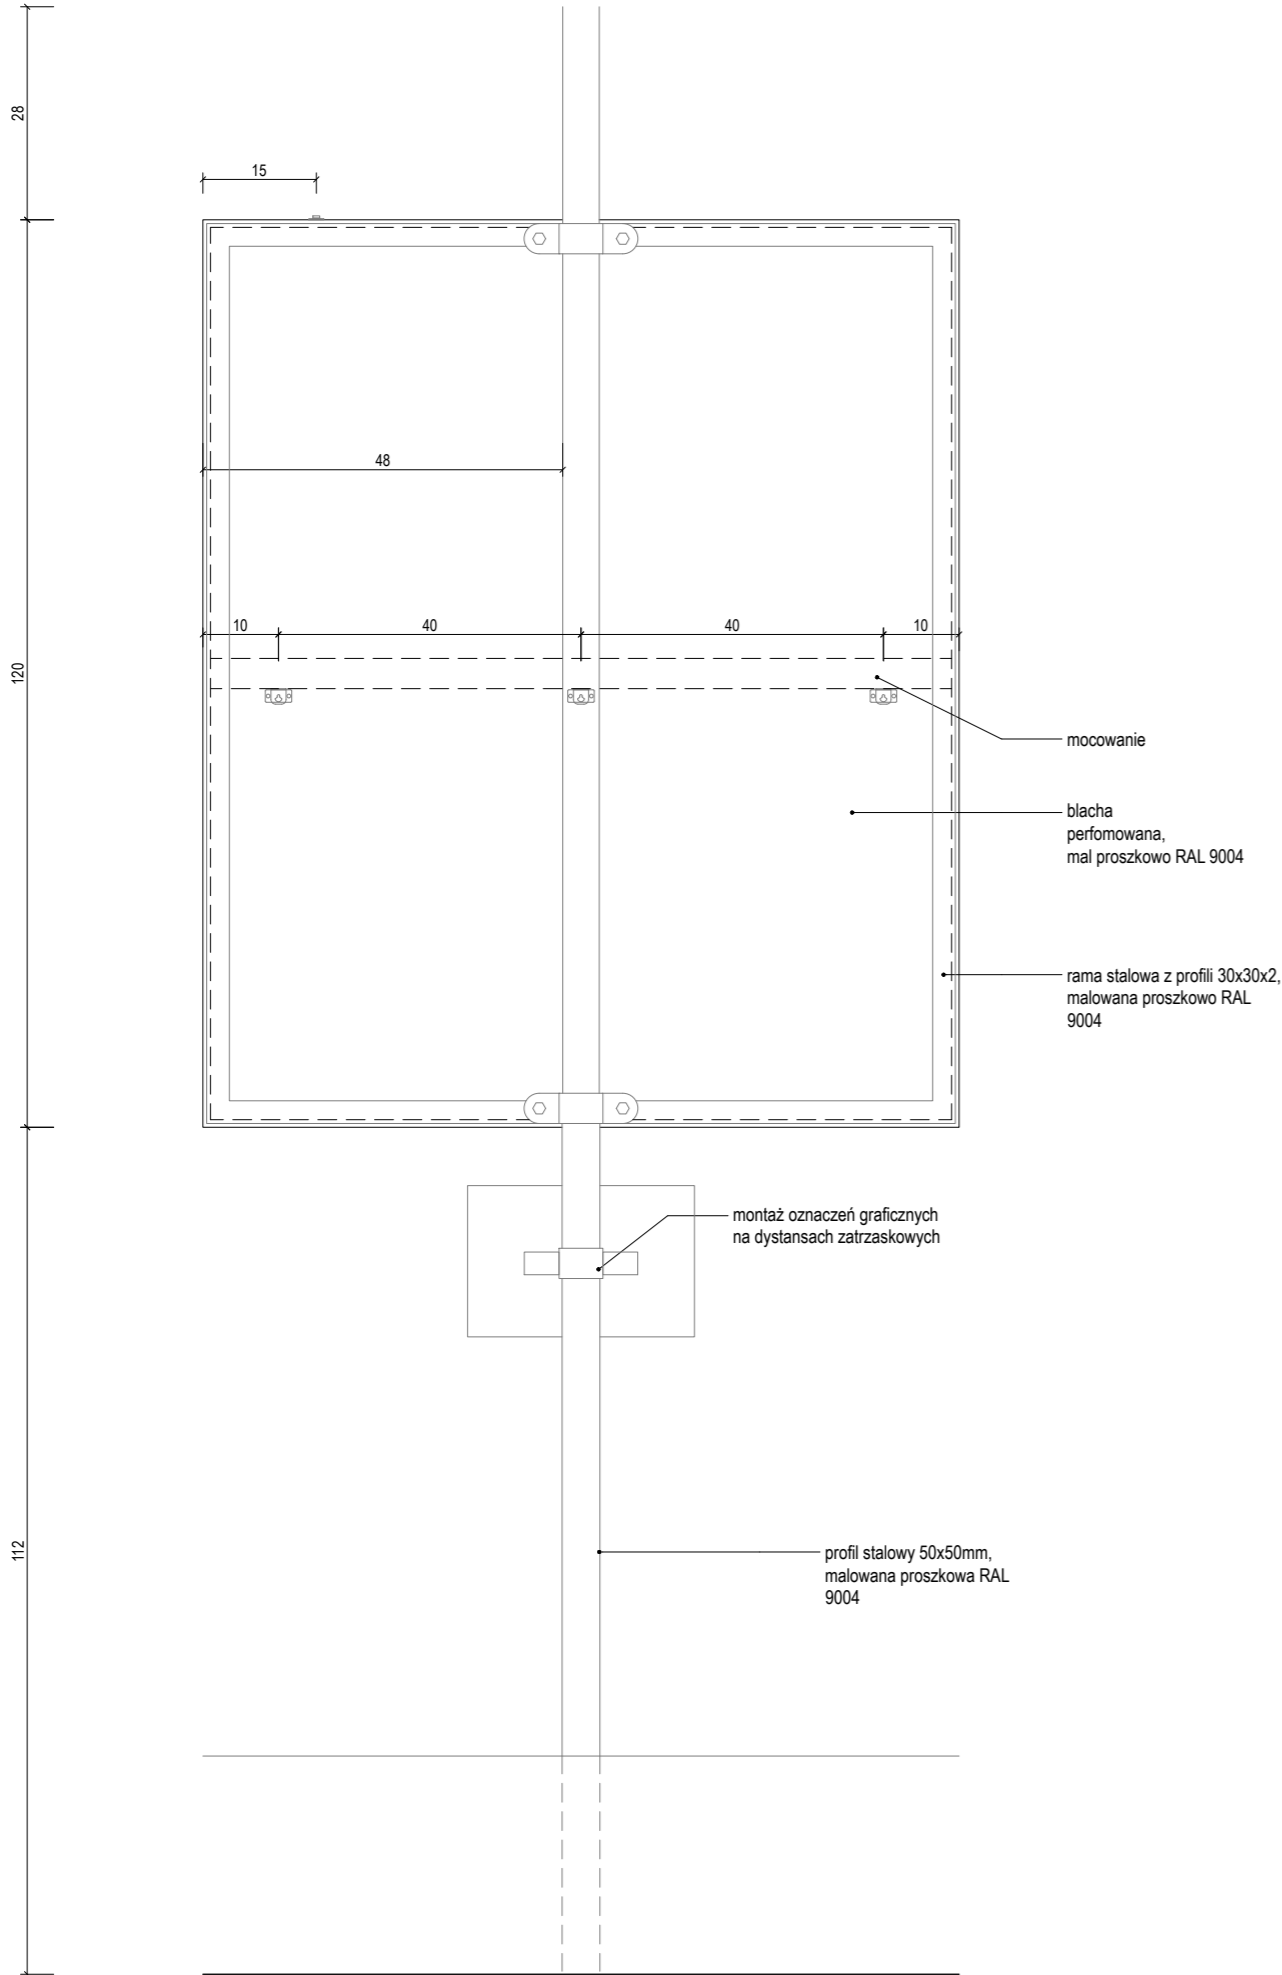 28
15
48
10
40
40
10
120
mocowanie
blacha
perfomowana,
mal proszkowo RAL 9004
rama stalowa z profili 30x30x2,
malowana proszkowo RAL
9004
montaż oznaczeń graficznych
na dystansach zatrzaskowych
112
profil stalowy 50x50mm,
malowana proszkowa RAL
9004